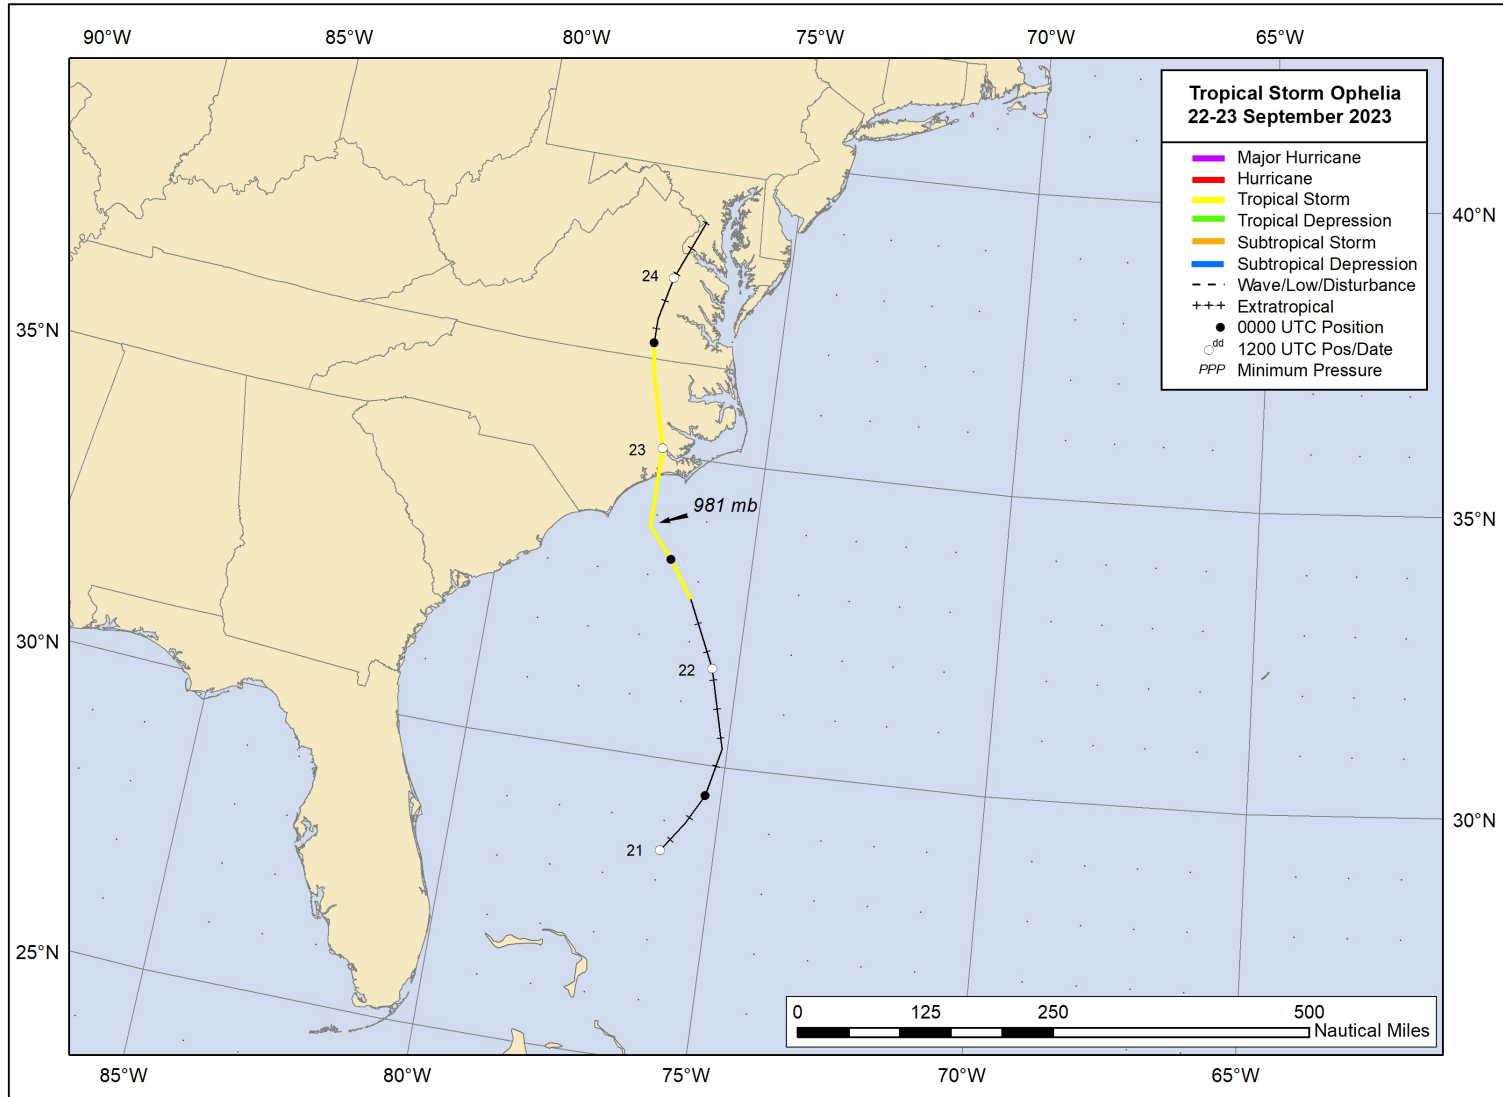 90°W 85°W 80°W 75°W 70°W 65°W
Tropical Storm Ophelia
22-23 September 2023
Major Hurricane
Hurricane
Tropical Storm
Tropical Depression
Subtropical Storm
Subtropical Depression
Wave/Low/Disturbance
+++ Extratropical
0000 UTC Position
dd 1200 UTC Pos/Date
PPP Minimum Pressure
40°N
24
35°N
23
981 mb
35°N
30°N
22
30°N
21
25°N
0 125 250 500
Nautical Miles
85°W 80°W 75°W 70°W 65°W